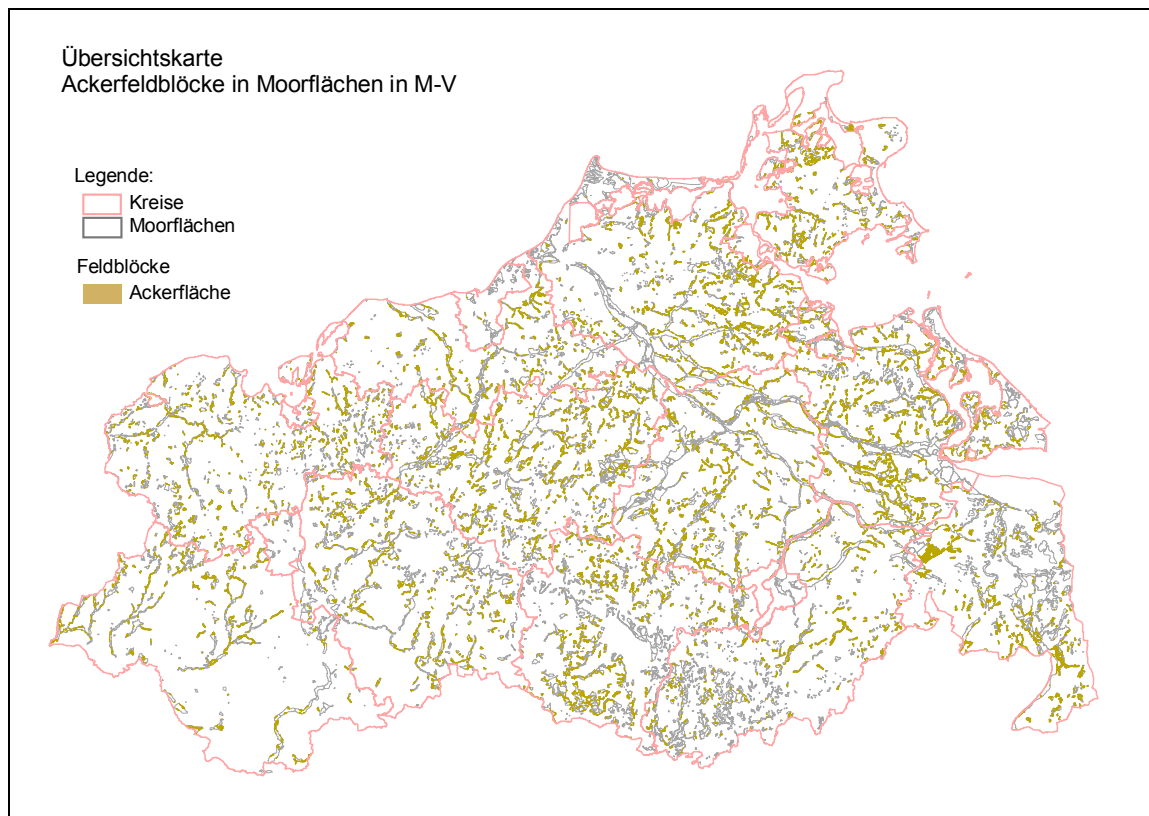 Übersichtskarte
Ackerfeldblöcke in Moorflächen in M-V
Legende:
Kreise
Moorflächen
Feldblöcke
Ackerfläche